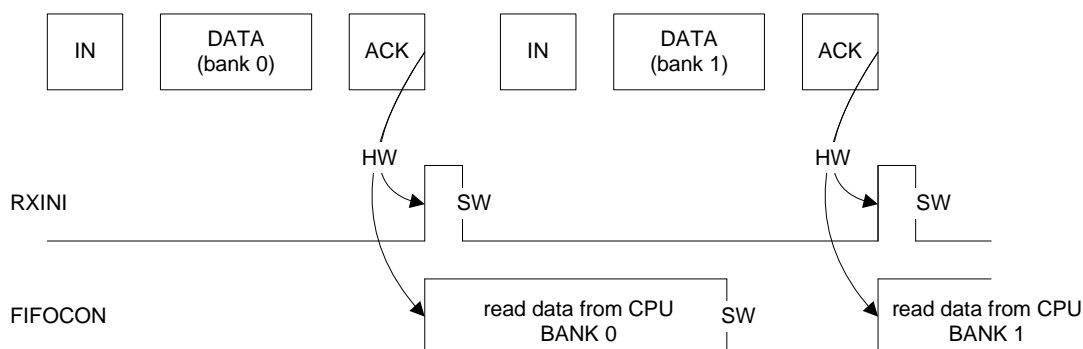 IN
DATA
(bank 0)
ACK
IN
DATA
(bank 1)
ACK
HW
HW
RXINI
SW
SW
FIFOCON
read data from CPU
BANK 0
SW
read data from CPU
BANK 1